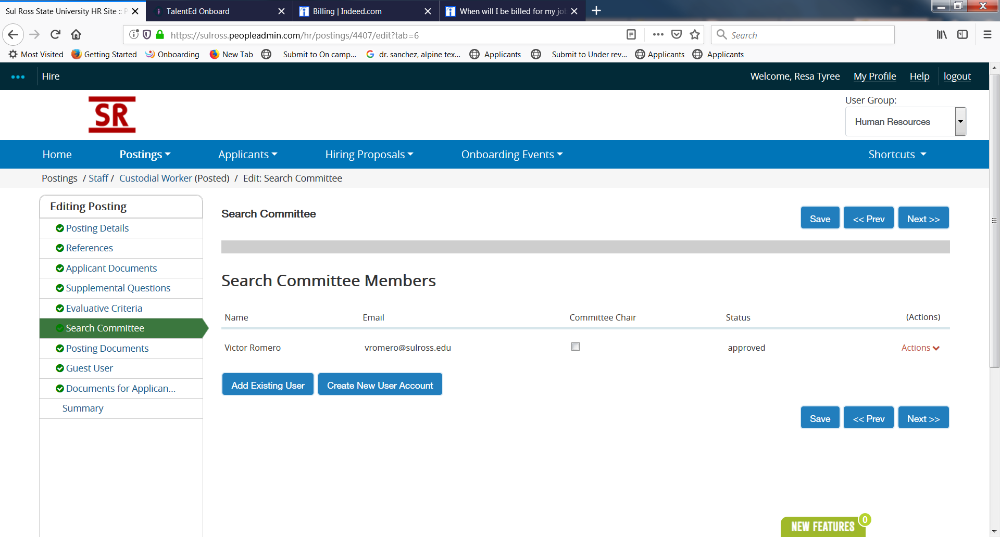 Sul Ross State University HR Site :: P
TalentEd Onboard
Billing | Indeed.com
When will I be billed for my jo
https://sulross.peopleadmin.com/hr/postings/4407/edit?tab=6
Search
Most Visited
Getting Started
Onboarding
New Tab
Submit to On camp...
dr. sanchez, alpine tex...
Applicants
Submit to Under rev...
Applicants
Applicants
Hire
Welcome, Resa Tyree
My Profile
Help
logout
SR
User Group:
Human Resources
Home
Postings
Applicants
Hiring Proposals
Onboarding Events
Shortcuts
Postings / Staff / Custodial Worker (Posted) / Edit: Search Committee
Editing Posting
Posting Details
References
Applicant Documents
Supplemental Questions
Evaluative Criteria
Search Committee
Posting Documents
Guest User
Documents for Applican...
Summary
Search Committee
Save
<< Prev
Next >>
Search Committee Members
Name
Email
Committee Chair
Status
(Actions)
Victor Romero
vromero@sulross.edu
approved
Actions
Add Existing User
Create New User Account
Save
<< Prev
Next >>
NEW FEATURES
0